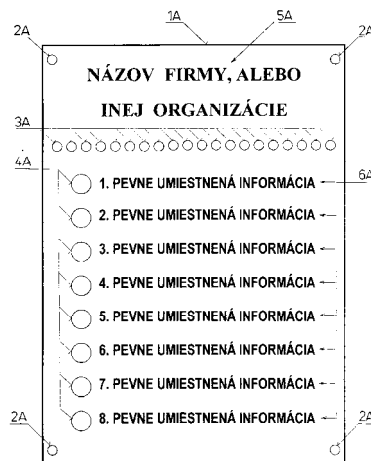 1A
2A 5A 2A
NÁZOV FIRMY, ALEBO
INEJ ORGANIZÁCIE
3A
4A 6A
1. PEVNE UMIESTNENÁ INFORMÁCIA
2. PEVNE UMIESTNENÁ INFORMÁCIA
3. PEVNE UMIESTNENÁ INFORMÁCIA
4. PEVNE UMIESTNENÁ INFORMÁCIA
5. PEVNE UMIESTNENÁ INFORMÁCIA
6. PEVNE UMIESTNENÁ INFORMÁCIA
7. PEVNE UMIESTNENÁ INFORMÁCIA
8. PEVNE UMIESTNENÁ INFORMÁCIA
2A 2A